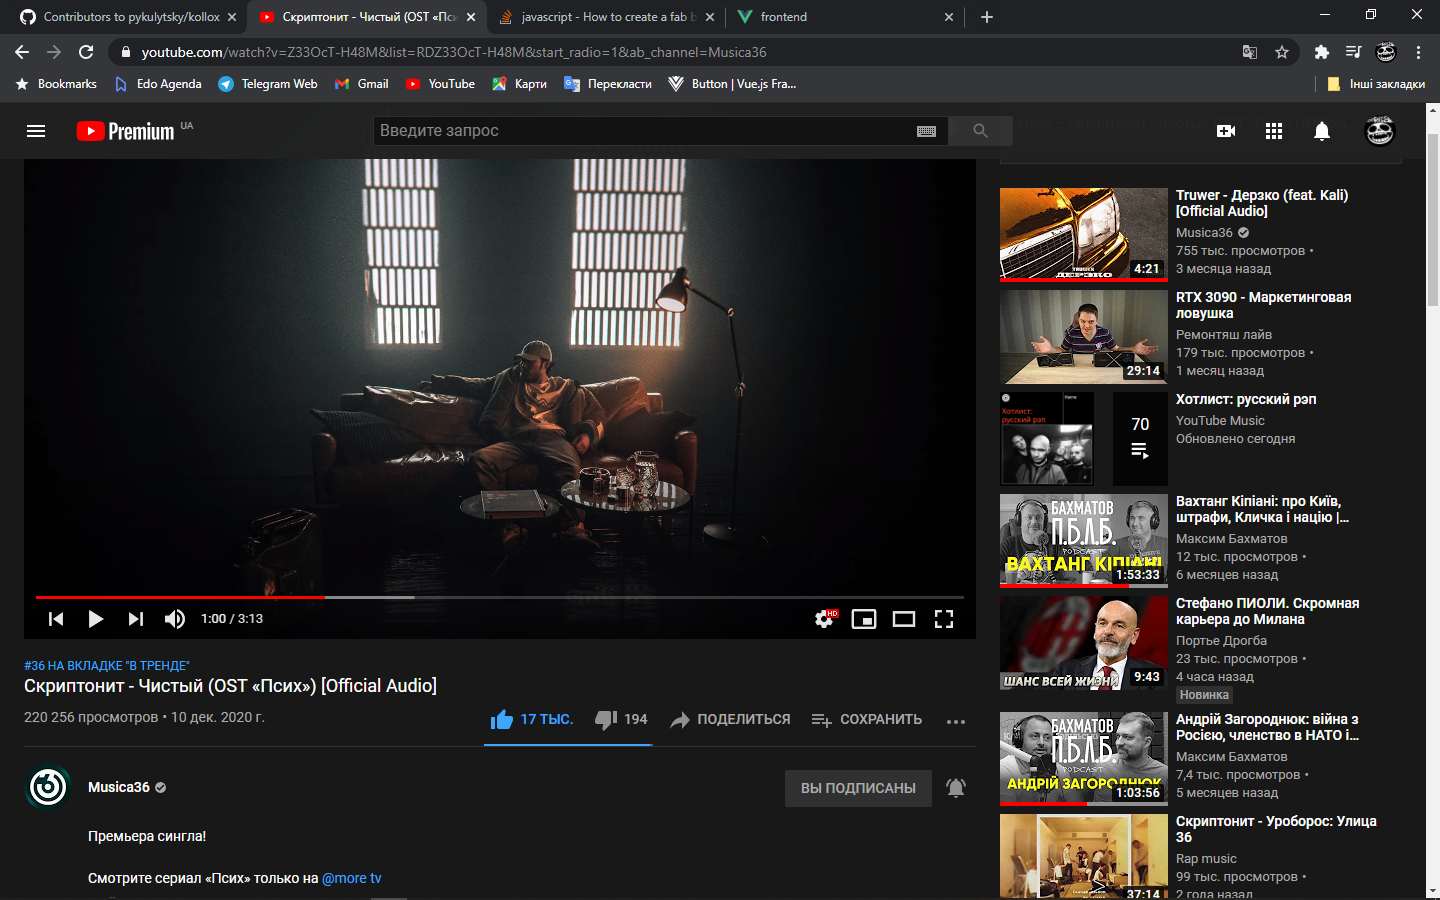 Contributors to pykulytsky/kollox
Скриптонит - Чистый (OST «Пси
javascript - How to create a fab b
frontend
youtube.com/watch?v=Z33OcT-H48M&list=RDZ33OcT-H48M&start_radio=1&ab_channel=Musica36
Bookmarks
Edo Agenda
Telegram Web
Gmail
YouTube
Карти
Перекласти
Button | Vue.js Fra...
Інші закладки
Premium UA
Введите запрос
1:00 / 3:13
HD
#36 НА ВКЛАДКЕ "В ТРЕНДЕ"
Скриптонит - Чистый (OST «Псих») [Official Audio]
220 256 просмотров • 10 дек. 2020 г.
17 ТЫС.
194
ПОДЕЛИТЬСЯ
СОХРАНИТЬ
Musica36
ВЫ ПОДПИСАНЫ
Премьера сингла!
Смотрите сериал «Псих» только на @more tv
TRUWER
ДЕРЗКО
4:21
Truwer - Дерзко (feat. Kali)
[Official Audio]
Musica36
755 тыс. просмотров •
3 месяца назад
29:14
RTX 3090 - Маркетинговая
ловушка
Ремонтяш лайв
179 тыс. просмотров •
1 месяц назад
Хотлист:
русский рэп
70
Хотлист: русский рэп
YouTube Music
Обновлено сегодня
БАХМАТОВ
П.Б.Л.Б.
PODCAST
ВАХТАНГ КІПІАНІ
1:53:33
Вахтанг Кіпіані: про Київ,
штрафи, Кличка і націю |...
Максим Бахматов
12 тыс. просмотров •
6 месяцев назад
ШАНС ВСЕЙ ЖИЗНИ
9:43
Стефано ПИОЛИ. Скромная
карьера до Милана
Портье Дрогба
23 тыс. просмотров •
4 часа назад
Новинка
БАХМАТОВ
П.Б.Л.Б.
PODCAST
АНДРІЙ ЗАГОРОДНЮК
1:03:56
Андрій Загороднюк: війна з
Росією, членство в НАТО і...
Максим Бахматов
7,4 тыс. просмотров •
5 месяцев назад
37:14
Скриптонит - Уроборос: Улица
36
Rap music
99 тыс. просмотров •
2 года назад